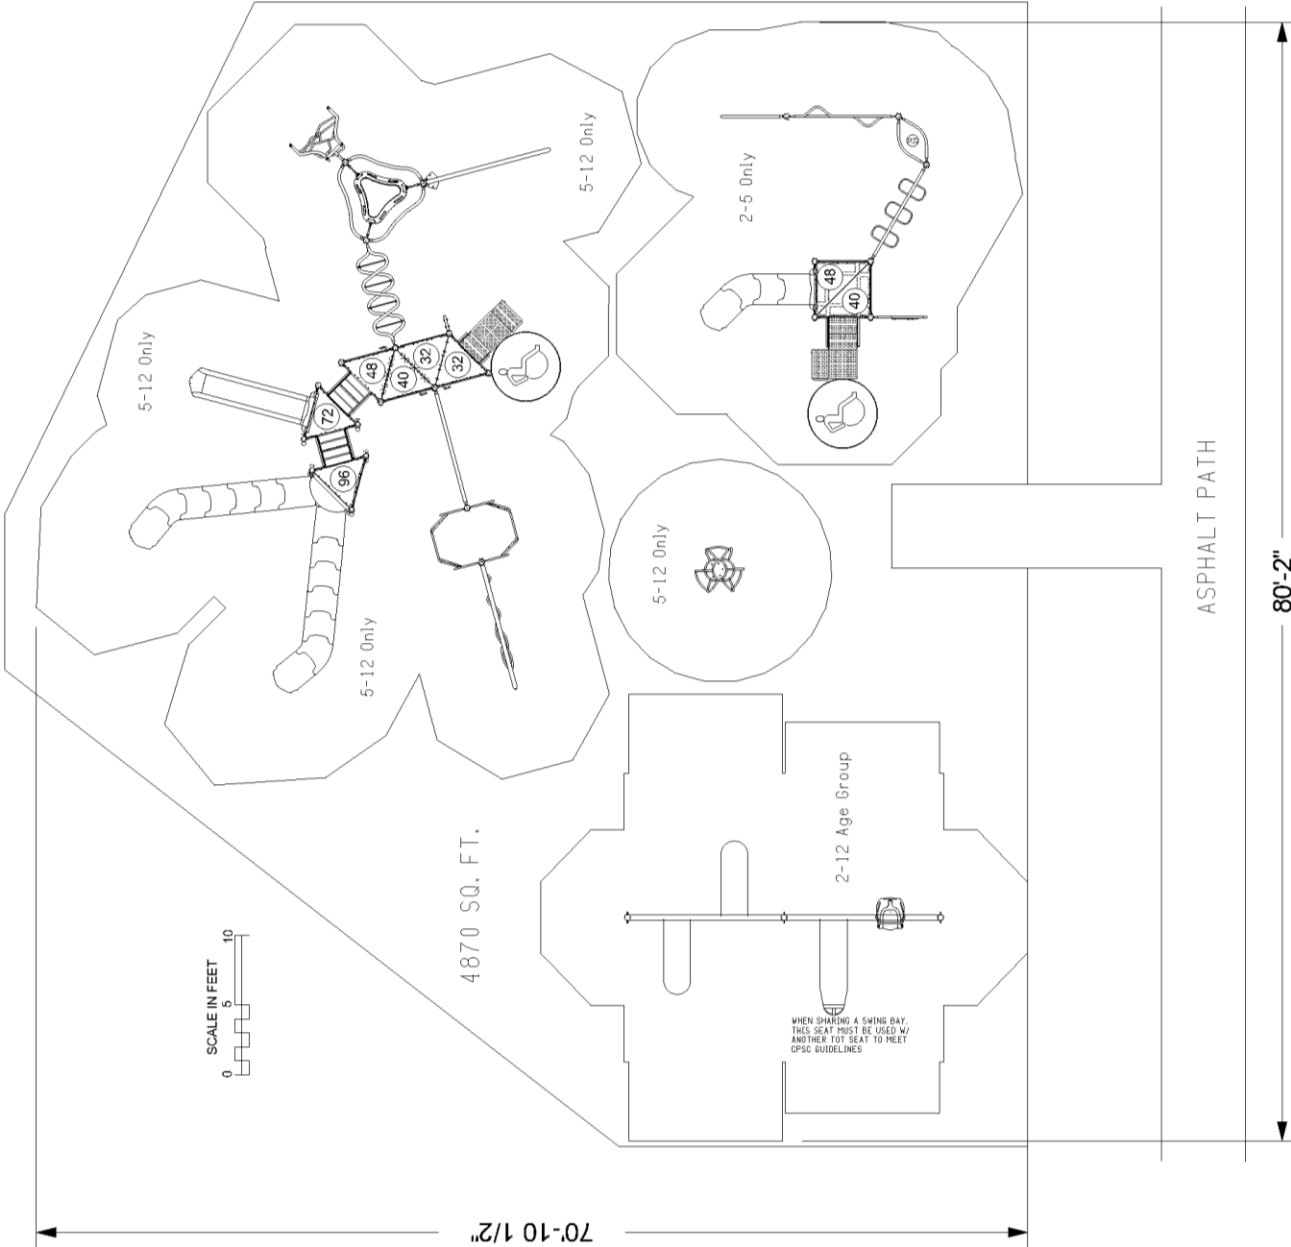 5-12 Only
5-12 Only
2-5 Only
48
40
48
40
32
32
72
96
5-12 Only
5-12 Only
5-12 Only
ASPHALT PATH
80'-2"
2-12 Age Group
4870 SQ. FT.
SCALE IN FEET
0 5 10
WHEN SHARING A SWING BAY,
THIS SEAT MUST BE USED W/
ANOTHER TOT SEAT TO MEET
CPSC GUIDELINES
70'-10 1/2"